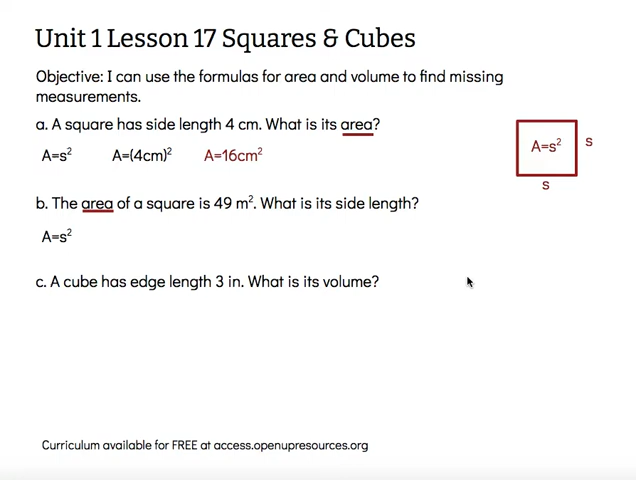 Unit 1 Lesson 17 Squares & Cubes
Objective: I can use the formulas for area and volume to find missing
measurements.
a. A square has side length 4 cm. What is its area?
A=s² A=(4cm)² A=16cm²
A=s² s
s
b. The area of a square is 49 m². What is its side length?
A=s²
c. A cube has edge length 3 in. What is its volume?
Curriculum available for FREE at access.openupresources.org